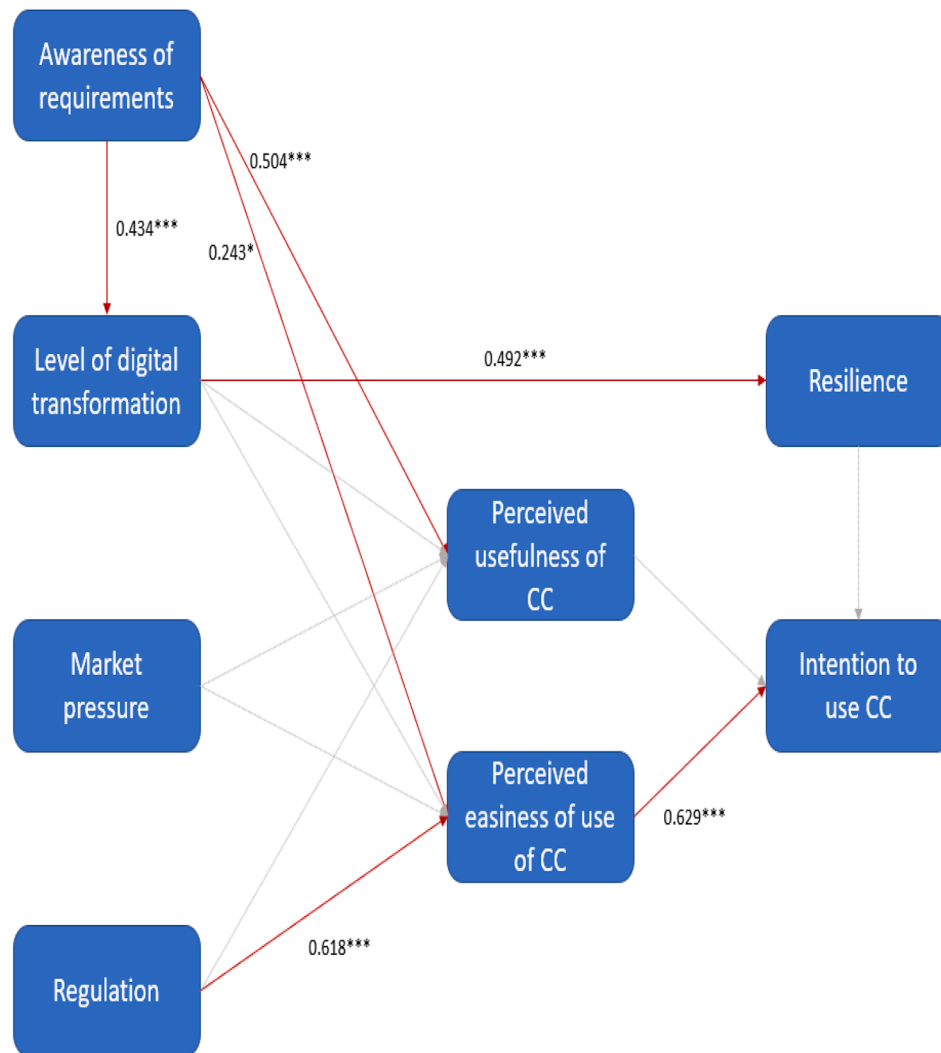 Awareness of
requirements
0.504***
0.434***
0.243*
Level of digital
transformation
0.492***
Resilience
Perceived
usefulness of
CC
Market
pressure
Intention to
use CC
Perceived
easiness of use
of CC
0.629***
Regulation
0.618***